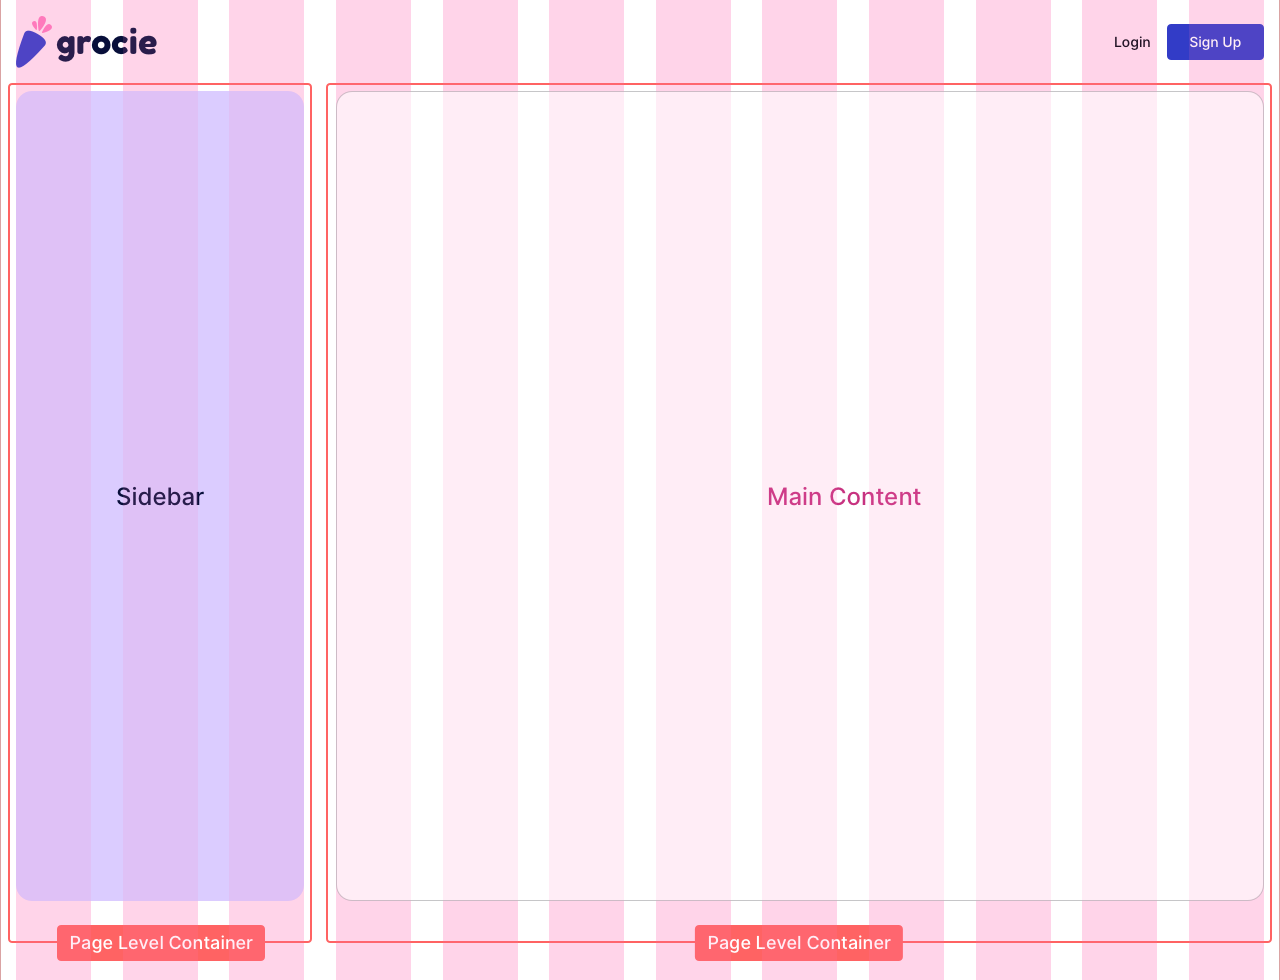 grocie
Login
Sign Up
Sidebar
Main Content
Page Level Container
Page Level Container